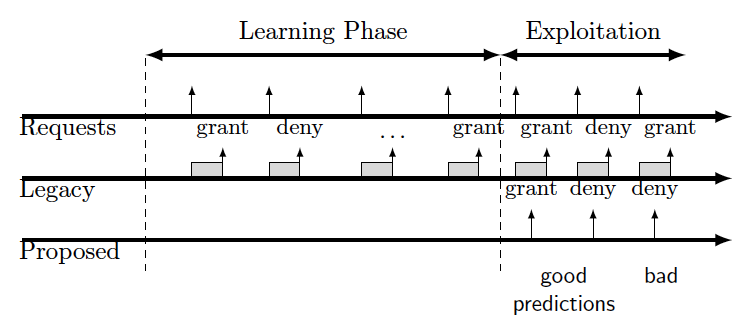 Learning Phase Exploitation
Requests grant deny ... grant grant deny grant
Legacy grant deny deny
Proposed
good bad
predictions